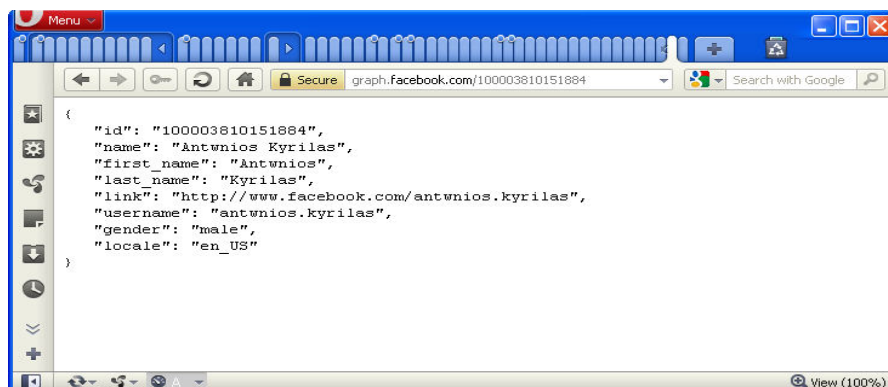 Menu
Secure graph.facebook.com/100003810151884 Search with Google
{
"id": "100003810151884",
"name": "Antwnios Kyrilas",
"first_name": "Antwnios",
"last_name": "Kyrilas",
"link": "http://www.facebook.com/antwnios.kyrilas",
"username": "antwnios.kyrilas",
"gender": "male",
"locale": "en_US"
}
A
View (100%)